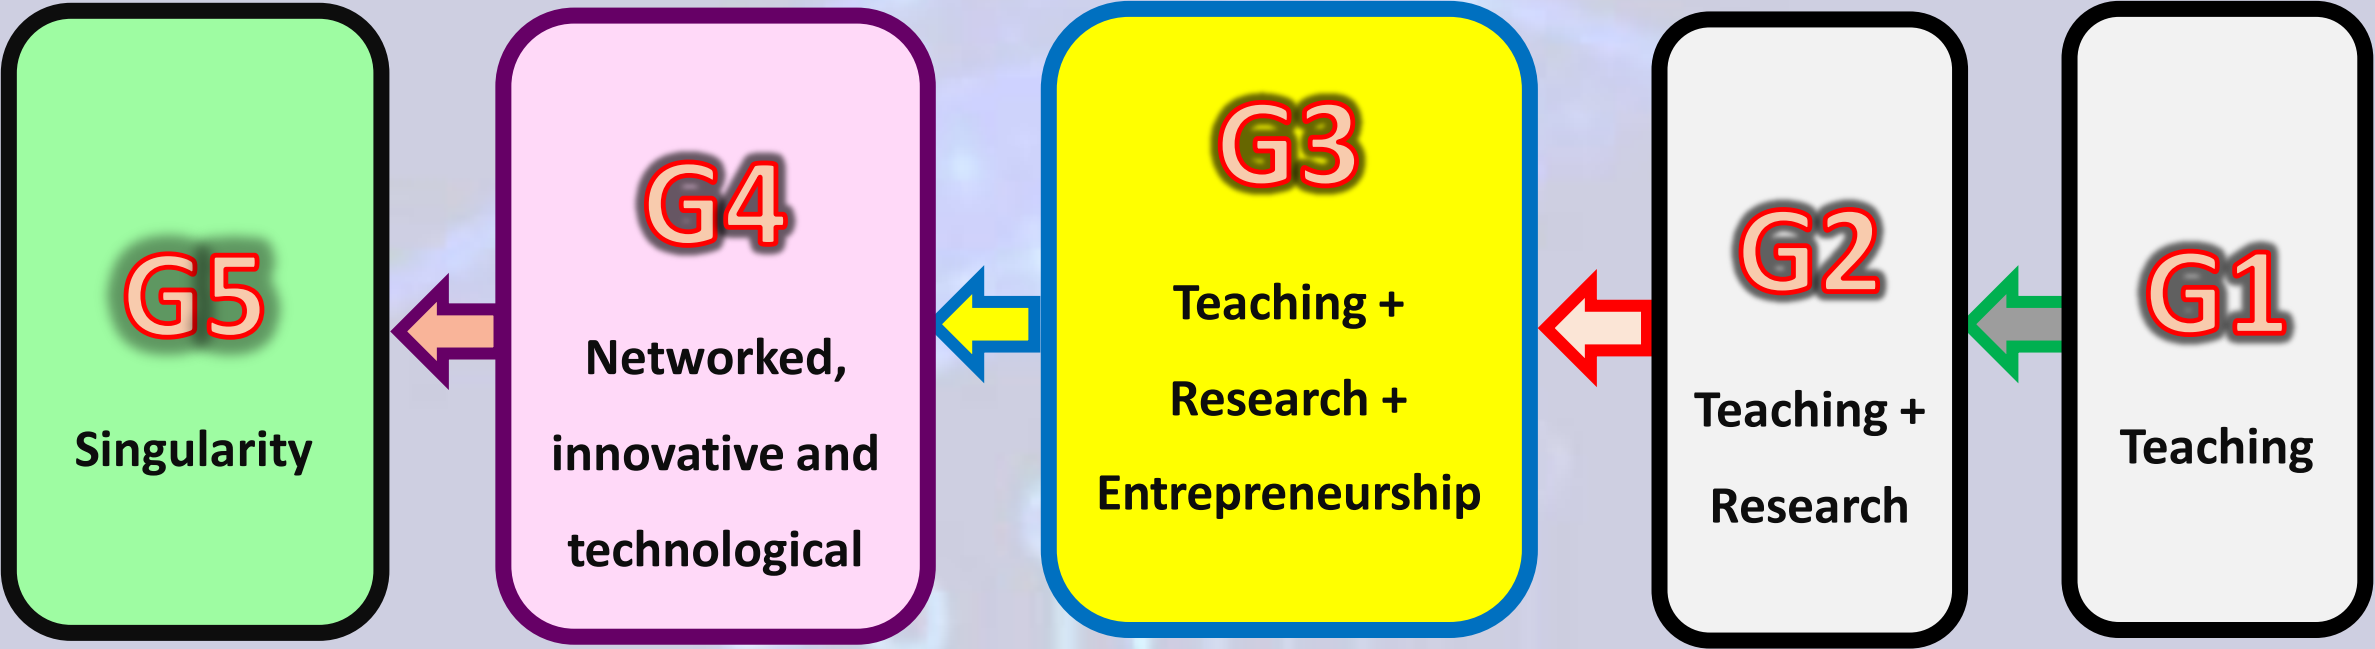 G5
Singularity
G4
Networked,
innovative and
technological
G3
Teaching +
Research +
Entrepreneurship
G2
Teaching +
Research
G1
Teaching